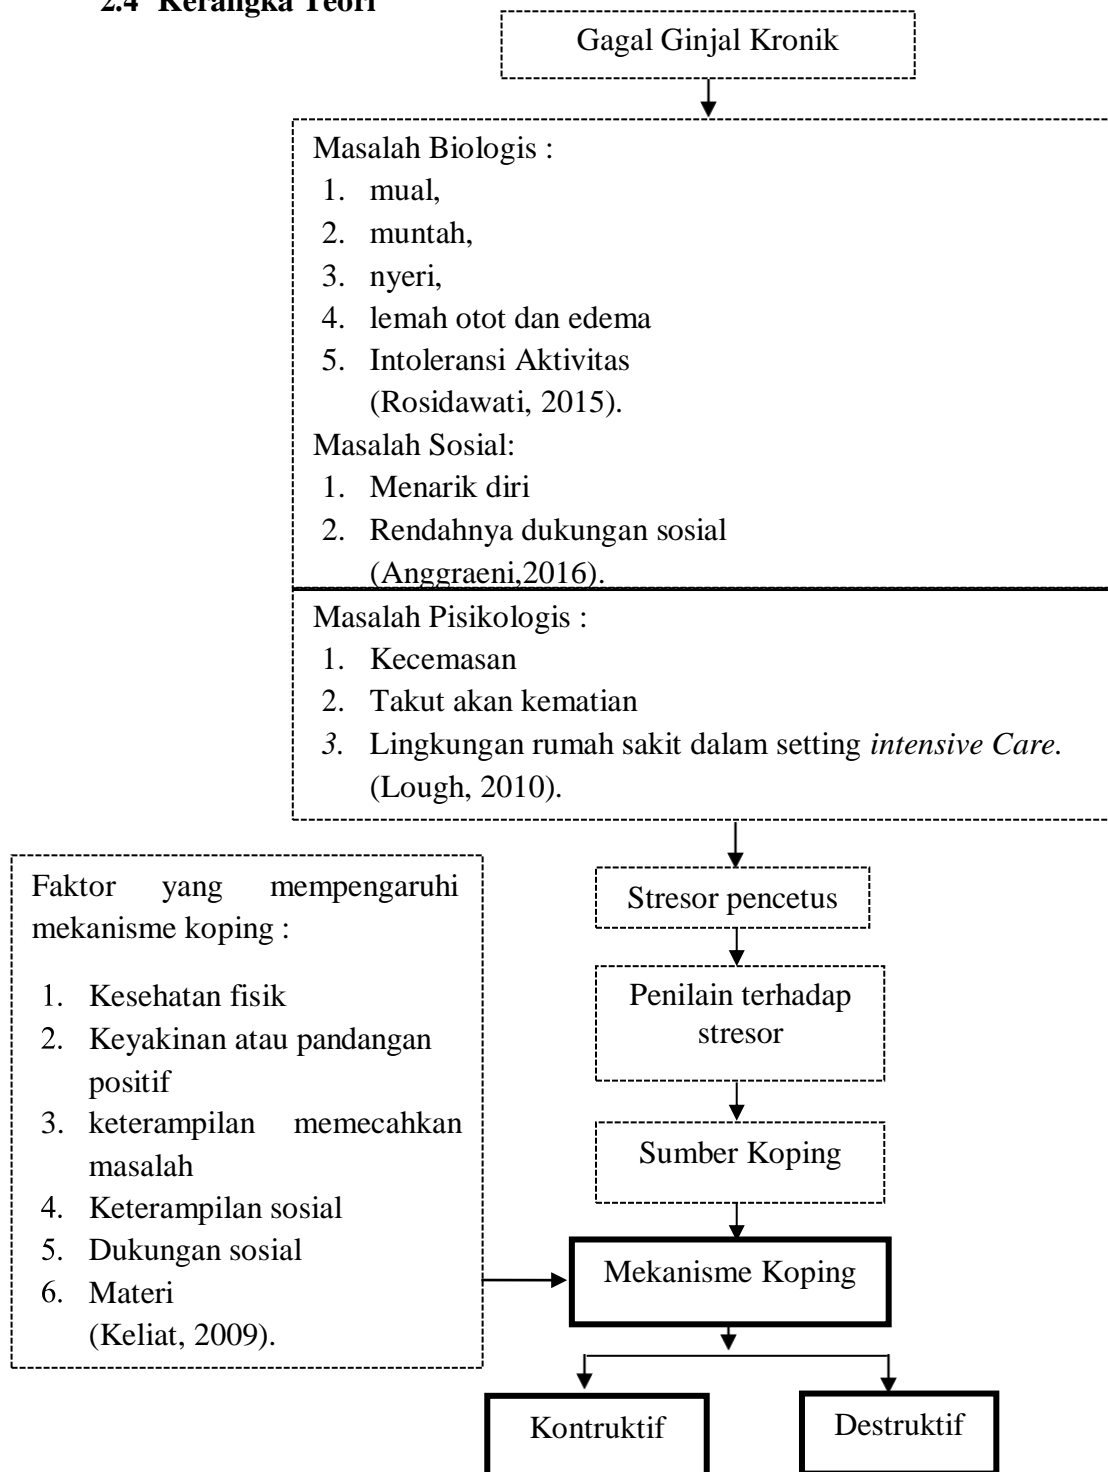 2.4 Kerangka Teori
Gagal Ginjal Kronik
Masalah Biologis :
1. mual,
2. muntah,
3. nyeri,
4. lemah otot dan edema
5. Intoleransi Aktivitas
(Rosidawati, 2015).
Masalah Sosial:
1. Menarik diri
2. Rendahnya dukungan sosial
(Anggraeni,2016).
Masalah Pisikologis :
1. Kecemasan
2. Takut akan kematian
3. Lingkungan rumah sakit dalam setting intensive Care.
(Lough, 2010).
Faktor yang mempengaruhi
mekanisme koping :
1. Kesehatan fisik
2. Keyakinan atau pandangan
positif
3. keterampilan memecahkan
masalah
4. Keterampilan sosial
5. Dukungan sosial
6. Materi
(Keliat, 2009).
Stresor pencetus
Penilain terhadap
stresor
Sumber Koping
Mekanisme Koping
Kontruktif
Destruktif